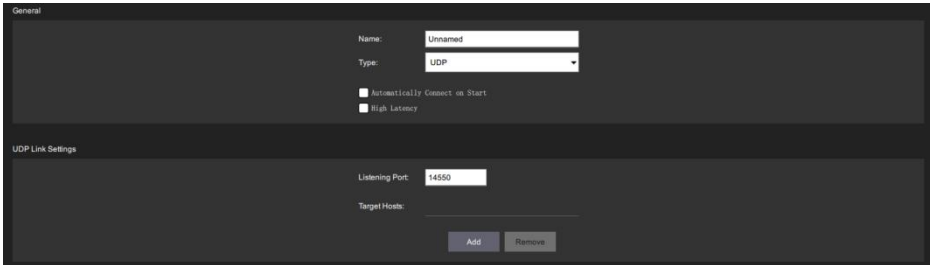 General
Name: Unnamed
Type: UDP
Automatically Connect on Start
High Latency
UDP Link Settings
Listening Port: 14550
Target Hosts:
Add Remove